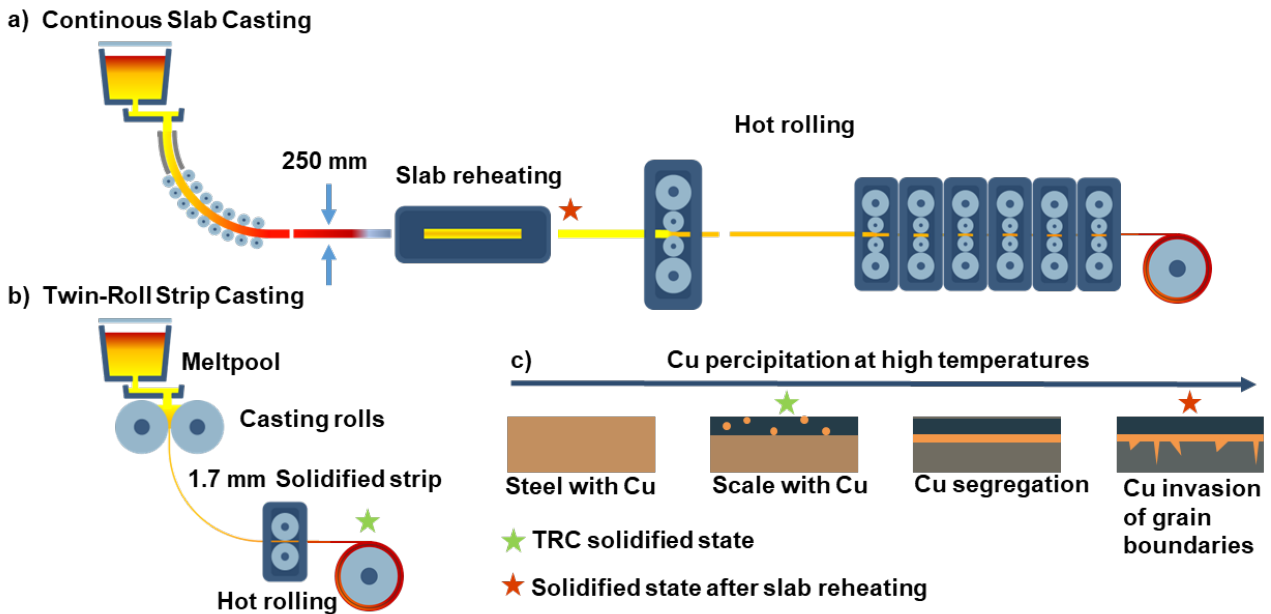 a) Continous Slab Casting
250 mm
Slab reheating
Hot rolling
b) Twin-Roll Strip Casting
Meltpool
Casting rolls
1.7 mm Solidified strip
Hot rolling
c)
Cu percipitation at high temperatures
Steel with Cu
Scale with Cu
Cu segregation
Cu invasion
of grain
boundaries
TRC solidified state
Solidified state after slab reheating